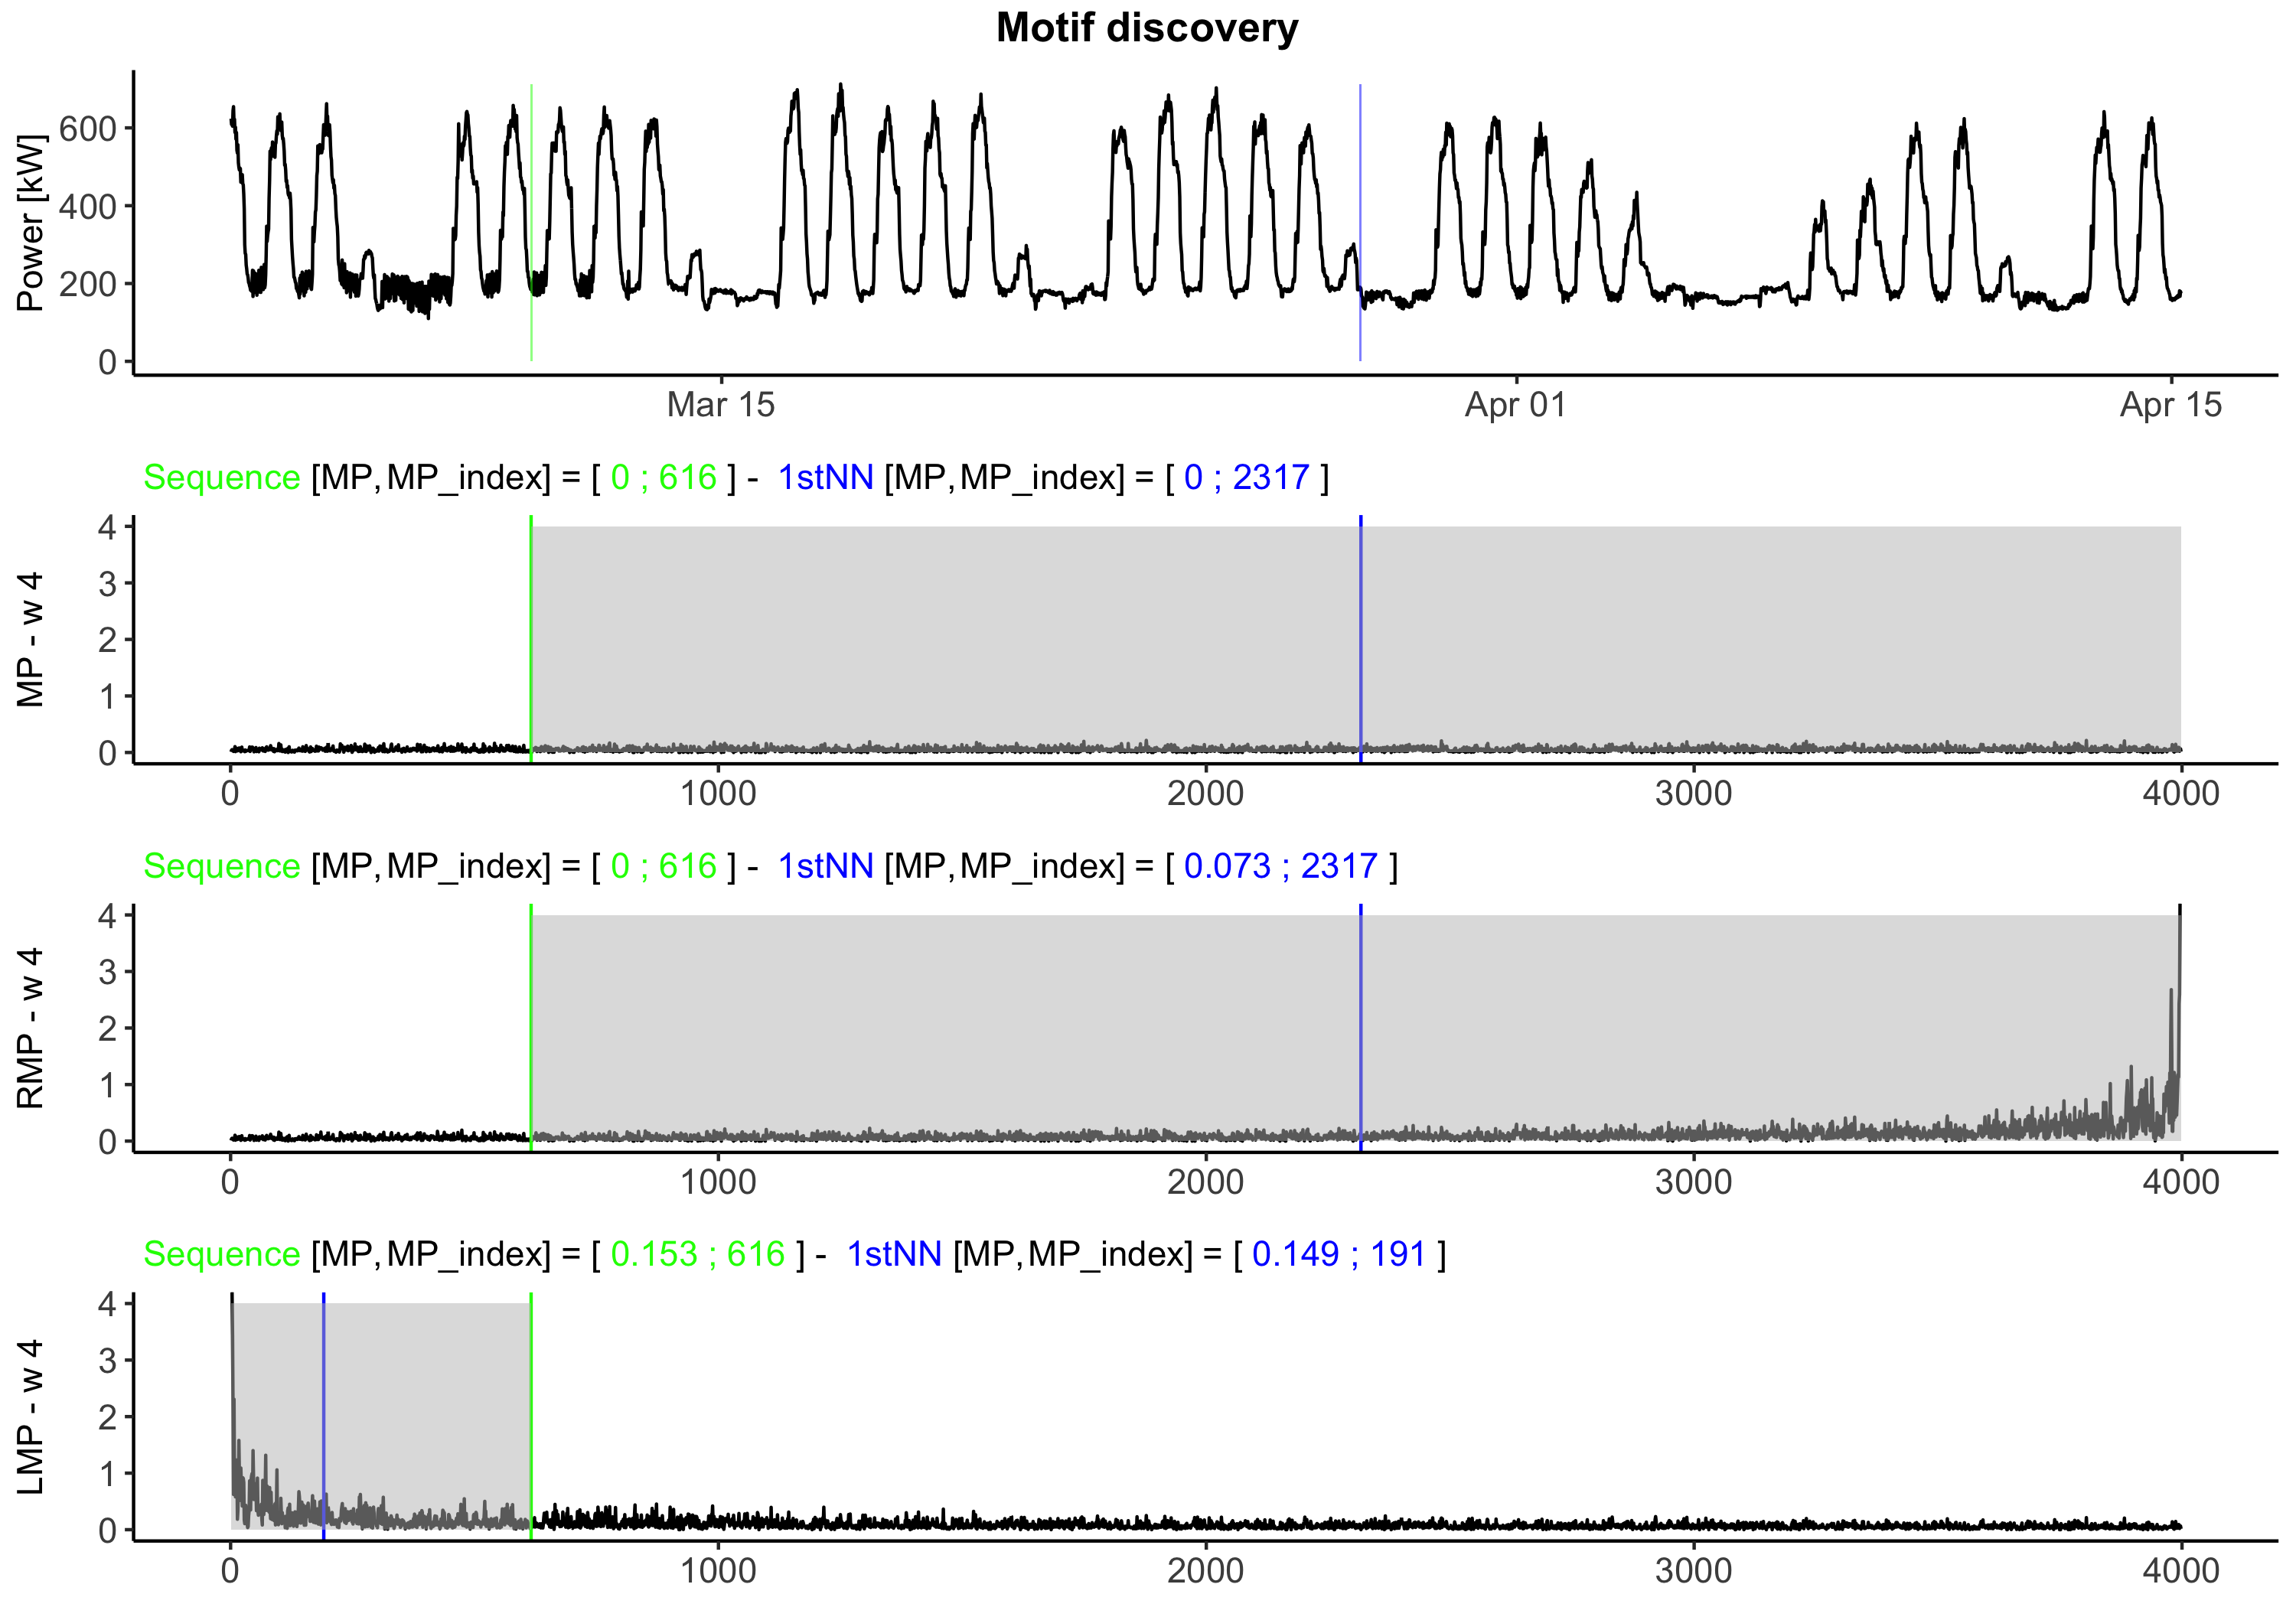 Motif discovery
Power [kW]
600
400
200
0
Mar 15 Apr 01 Apr 15
Sequence [MP, MP_index] = [ 0 ; 616 ] - 1stNN [MP, MP_index] = [ 0 ; 2317 ]
MP - w 4
4
3
2
1
0
0 1000 2000 3000 4000
Sequence [MP, MP_index] = [ 0 ; 616 ] - 1stNN [MP, MP_index] = [ 0.073 ; 2317 ]
RMP - w 4
4
3
2
1
0
0 1000 2000 3000 4000
Sequence [MP, MP_index] = [ 0.153 ; 616 ] - 1stNN [MP, MP_index] = [ 0.149 ; 191 ]
LMP - w 4
4
3
2
1
0
0 1000 2000 3000 4000